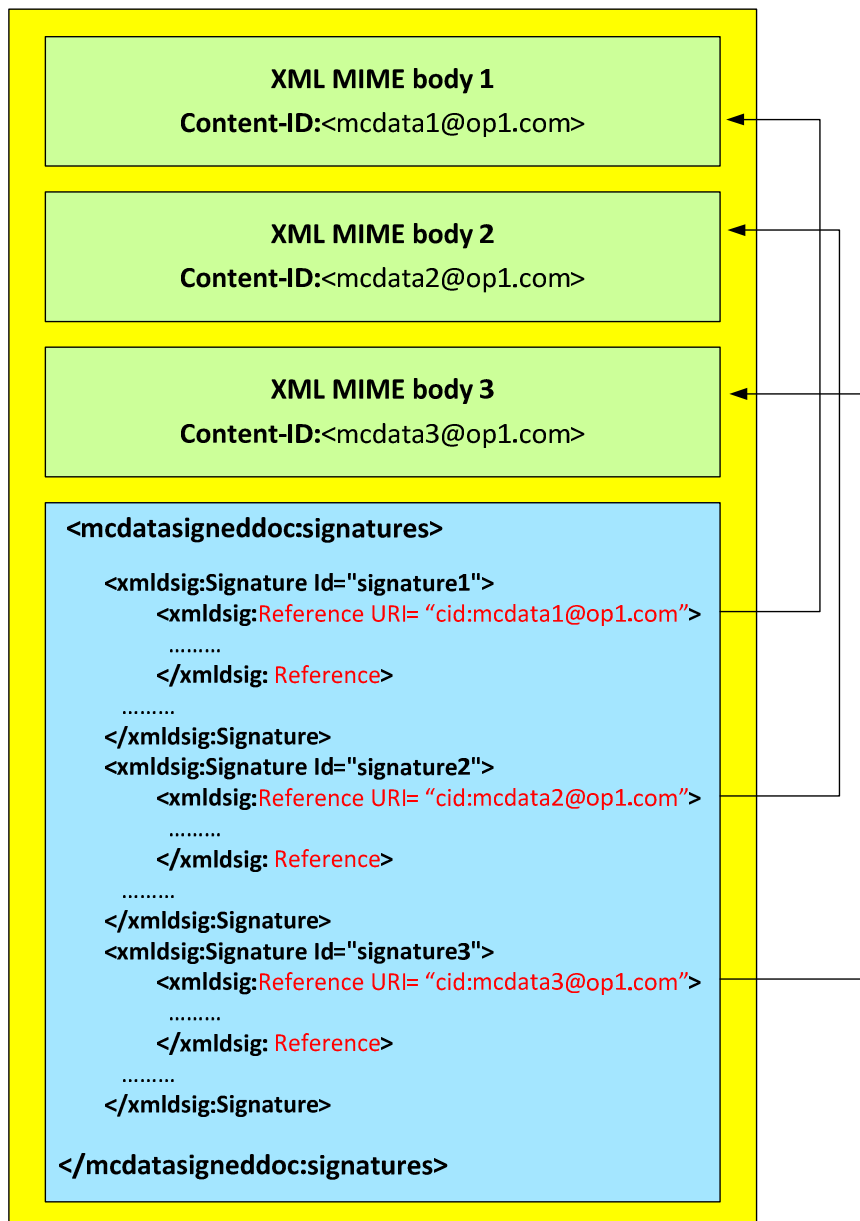 XML MIME body 1
Content-ID:<mcdata1@op1.com>
XML MIME body 2
Content-ID:<mcdata2@op1.com>
XML MIME body 3
Content-ID:<mcdata3@op1.com>
<mcdatasigneddoc:signatures>
<xmldsig:Signature Id="signature1">
<xmldsig:Reference URI= “cid:mcdata1@op1.com”>
………
</xmldsig: Reference>
………
</xmldsig:Signature>
<xmldsig:Signature Id="signature2">
<xmldsig:Reference URI= “cid:mcdata2@op1.com”>
………
</xmldsig: Reference>
………
</xmldsig:Signature>
<xmldsig:Signature Id="signature3">
<xmldsig:Reference URI= “cid:mcdata3@op1.com”>
………
</xmldsig: Reference>
………
</xmldsig:Signature>
</mcdatasigneddoc:signatures>